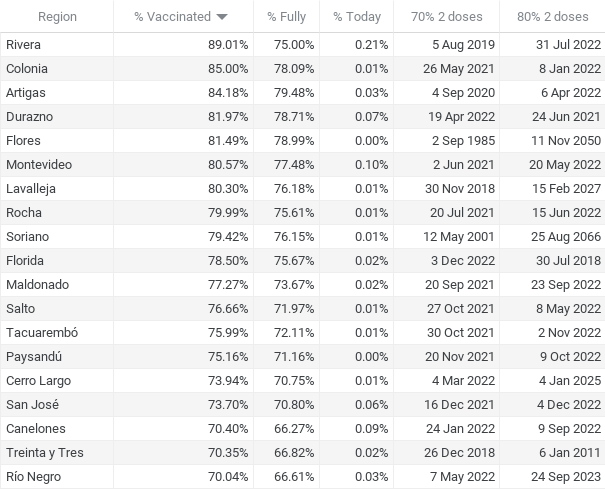 Region % Vaccinated % Fully % Today 70% 2 doses 80% 2 doses
Rivera 89.01% 75.00% 0.21% 5 Aug 2019 31 Jul 2022
Colonia 85.00% 78.09% 0.01% 26 May 2021 8 Jan 2022
Artigas 84.18% 79.48% 0.03% 4 Sep 2020 6 Apr 2022
Durazno 81.97% 78.71% 0.07% 19 Apr 2022 24 Jun 2021
Flores 81.49% 78.99% 0.00% 2 Sep 1985 11 Nov 2050
Montevideo 80.57% 77.48% 0.10% 2 Jun 2021 20 May 2022
Lavalleja 80.30% 76.18% 0.01% 30 Nov 2018 15 Feb 2027
Rocha 79.99% 75.61% 0.01% 20 Jul 2021 15 Jun 2022
Soriano 79.42% 76.15% 0.01% 12 May 2001 25 Aug 2066
Florida 78.50% 75.67% 0.02% 3 Dec 2022 30 Jul 2018
Maldonado 77.27% 73.67% 0.02% 20 Sep 2021 23 Sep 2022
Salto 76.66% 71.97% 0.01% 27 Oct 2021 8 May 2022
Tacuarembó 75.99% 72.11% 0.01% 30 Oct 2021 2 Nov 2022
Paysandú 75.16% 71.16% 0.00% 20 Nov 2021 9 Oct 2022
Cerro Largo 73.94% 70.75% 0.01% 4 Mar 2022 4 Jan 2025
San José 73.70% 70.80% 0.06% 16 Dec 2021 4 Dec 2022
Canelones 70.40% 66.27% 0.09% 24 Jan 2022 9 Sep 2022
Treinta y Tres 70.35% 66.82% 0.02% 26 Dec 2018 6 Jan 2011
Río Negro 70.04% 66.61% 0.03% 7 May 2022 24 Sep 2023